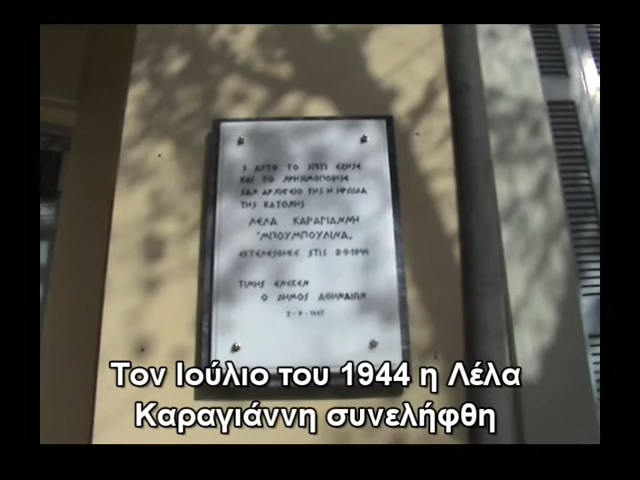 Σ ΑΥΤΟ ΤΟ ΣΠΙΤΙ ΕΖΗΣΕ
ΚΑΙ ΤΟ ΧΡΗΣΙΜΟΠΟΙΗΣΕ
ΣΑΝ ΑΡΧΗΓΕΙΟ ΤΗΣ Η ΗΡΩΙΔΑ
ΤΗΣ ΚΑΤΟΧΗΣ
ΛΕΛΑ ΚΑΡΑΓΙΑΝΝΗ
"ΜΠΟΥΜΠΟΥΛΙΝΑ"
ΕΚΤΕΛΕΣΘΗΚΕ ΣΤΙΣ 8-9-1944
ΤΙΜΗΣ ΕΝΕΚΕΝ
Ο ΔΗΜΟΣ ΑΘΗΝΑΙΩΝ
Τον Ιούλιο του 1944 η Λέλα
Καραγιάννη συνελήφθη